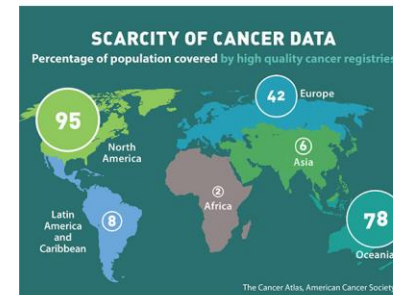 SCARCITY OF CANCER DATA
Percentage of population covered by high quality cancer registries
95
North
America
42
Europe
6
Asia
2
Africa
Latin
America
and
Caribbean
8
78
Oceania
The Cancer Atlas, American Cancer Society